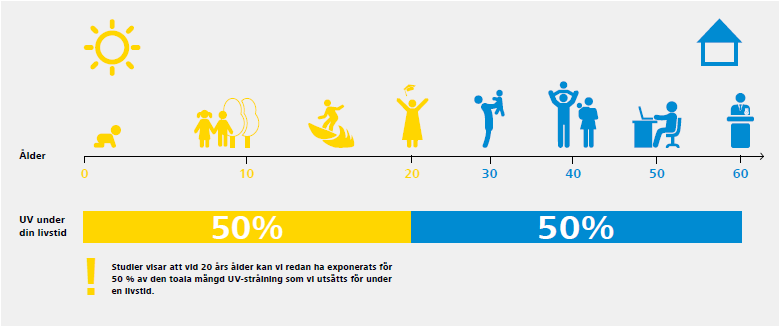 Ålder
0 10 20 30 40 50 60
UV under
din livstid
50% 50%
!
Studier visar att vid 20 års ålder kan vi redan ha exponerats för
50 % av den toala mängd UV-strålning som vi utsätts för under
en livstid.